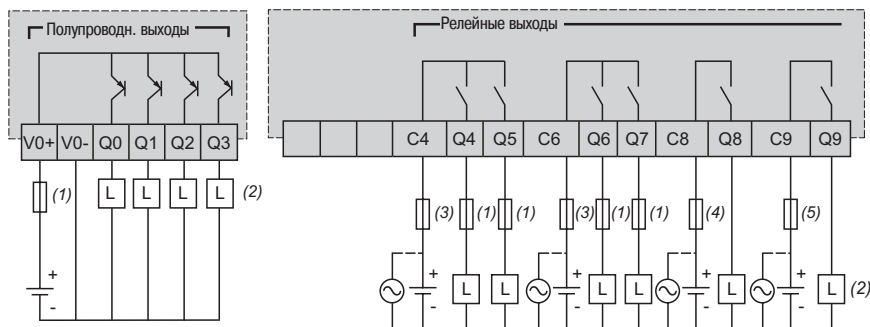 Полупроводн. выходы
Релейные выходы
V0+ V0- Q0 Q1 Q2 Q3
C4 Q4 Q5 C6 Q6 Q7 C8 Q8 C9 Q9
(1) L L L L (2)
(3) (1) (1) (3) (1) (1) (4) (5)
+ + + + +
L L L L L L (2)
- - - - -